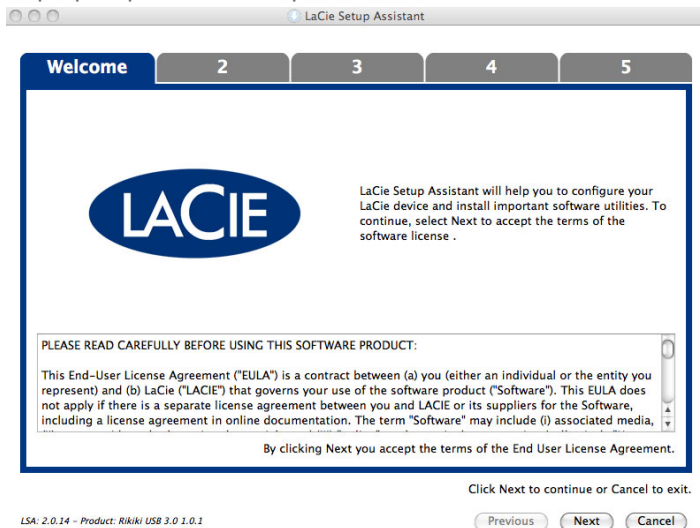 LaCie Setup Assistant
Welcome 2 3 4 5
LACIE
LaCie Setup Assistant will help you to configure your
LaCie device and install important software utilities. To
continue, select Next to accept the terms of the
software license .
PLEASE READ CAREFULLY BEFORE USING THIS SOFTWARE PRODUCT:
This End-User License Agreement ("EULA") is a contract between (a) you (either an individual or the entity you
represent) and (b) LaCie ("LACIE") that governs your use of the software product ("Software"). This EULA does
not apply if there is a separate license agreement between you and LACIE or its suppliers for the Software,
including a license agreement in online documentation. The term "Software" may include (i) associated media,
By clicking Next you accept the terms of the End User License Agreement.
Click Next to continue or Cancel to exit.
LSA: 2.0.14 - Product: Rikiki USB 3.0 1.0.1
Previous Next Cancel